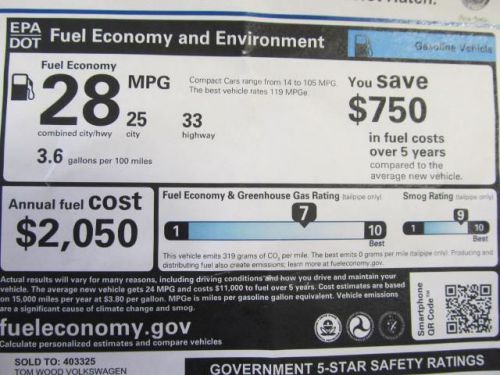 EPA
DOT
Fuel Economy and Environment
Gasoline Vehicle
Fuel Economy
28 MPG
combined city/hwy
25
city
33
highway
3.6 gallons per 100 miles
Compact Cars range from 14 to 105 MPG.
The best vehicle rates 119 MPGe.
You save
$750
in fuel costs
over 5 years
compared to the
average new vehicle.
Annual fuel cost
$2,050
Fuel Economy & Greenhouse Gas Rating (tailpipe only)
1
7
10
Best
Smog Rating (tailpipe only)
1
9
10
Best
This vehicle emits 319 grams of CO2 per mile. The best emits 0 grams per mile (tailpipe only). Producing and
distributing fuel also create emissions; learn more at fueleconomy.gov.
Actual results will vary for many reasons, including driving conditions and how you drive and maintain your
vehicle. The average new vehicle gets 24 MPG and costs $11,000 to fuel over 5 years. Cost estimates are based
on 15,000 miles per year at $3.80 per gallon. MPGe is miles per gasoline gallon equivalent. Vehicle emissions
are a significant cause of climate change and smog.
fueleconomy.gov
Calculate personalized estimates and compare vehicles
Smartphone
QR Code™
SOLD TO: 403325
TOM WOOD VOLKSWAGEN
GOVERNMENT 5-STAR SAFETY RATINGS